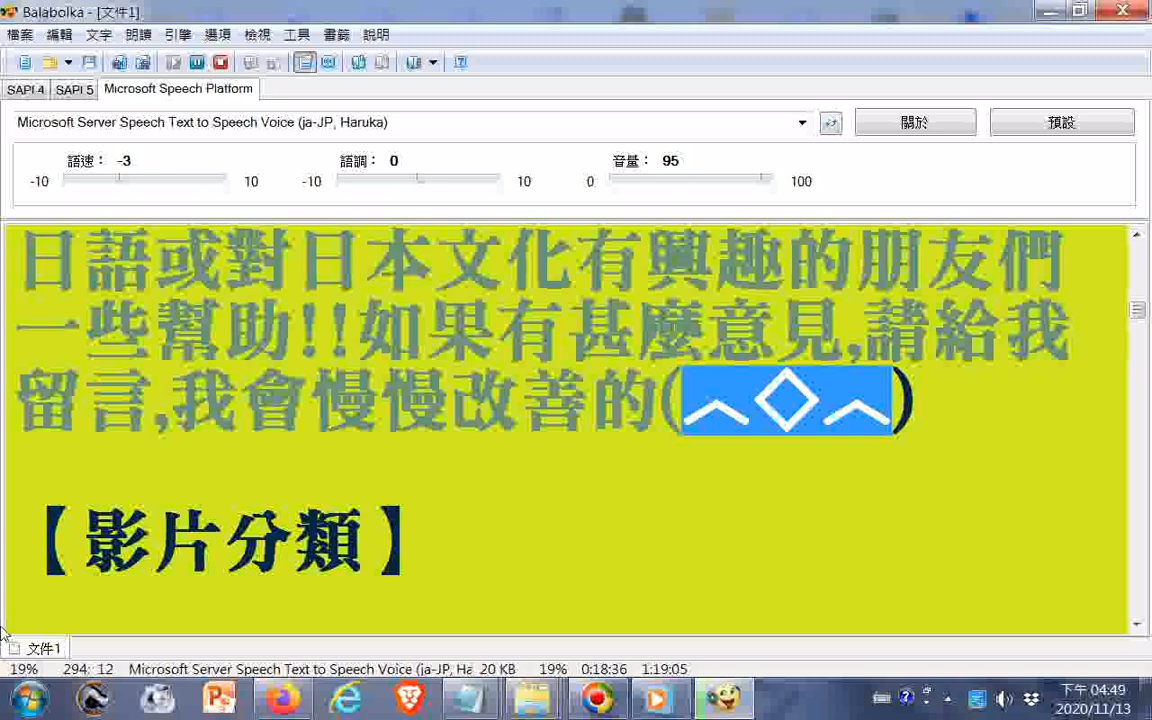 Balabolka - [文件1]
檔案 編輯 文字 朗讀 引擎 選項 檢視 工具 書籤 說明
SAPI 4 SAPI 5 Microsoft Speech Platform
Microsoft Server Speech Text to Speech Voice (ja-JP, Haruka) 關於 預設
語速： -3 語調： 0 音量： 95
-10 10 -10 10 0 100
日語或對日本文化有興趣的朋友們
一些幫助!!如果有甚麼意見,請給我
留言,我會慢慢改善的(︿◇︿)
【影片分類】
文件1
19% 294: 12 Microsoft Server Speech Text to Speech Voice (ja-JP, Ha 20 KB 19% 0:18:36 1:19:05
下午 04:49
2020/11/13